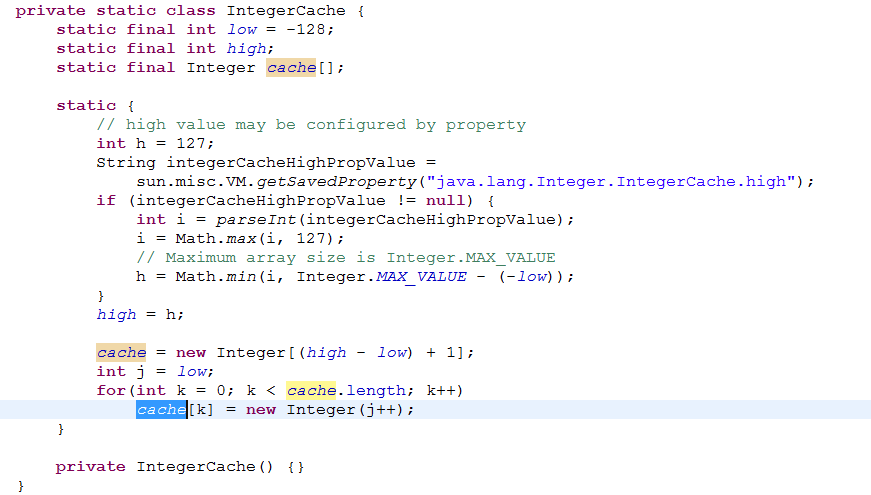 private static class IntegerCache {
    static final int low = -128;
    static final int high;
    static final Integer cache[];

    static {
        // high value may be configured by property
        int h = 127;
        String integerCacheHighPropValue =
            sun.misc.VM.getSavedProperty("java.lang.Integer.IntegerCache.high");
        if (integerCacheHighPropValue != null) {
            int i = parseInt(integerCacheHighPropValue);
            i = Math.max(i, 127);
            // Maximum array size is Integer.MAX_VALUE
            h = Math.min(i, Integer.MAX_VALUE - (-low));
        }
        high = h;

        cache = new Integer[(high - low) + 1];
        int j = low;
        for(int k = 0; k < cache.length; k++)
            cache[k] = new Integer(j++);
    }

    private IntegerCache() {}
}